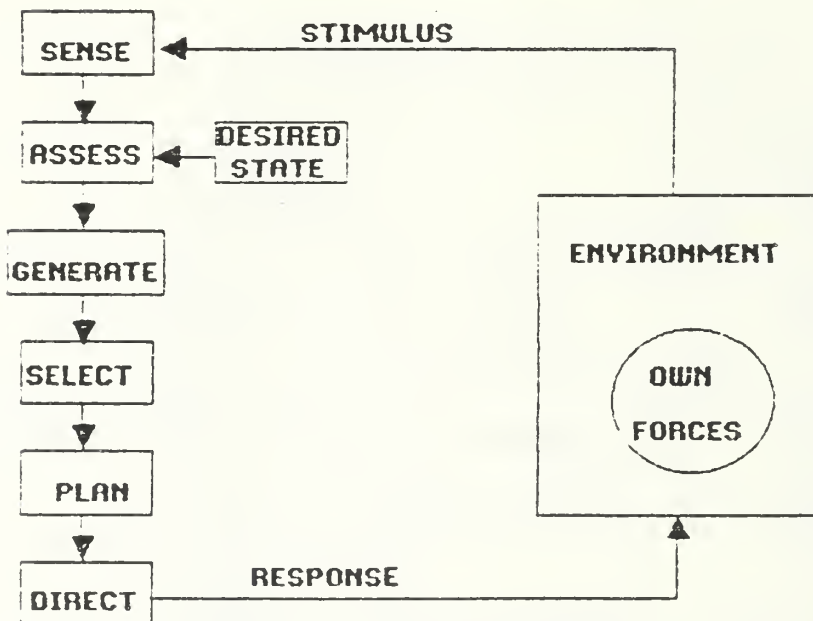 STIMULUS
SENSE
ASSESS
DESIRED
STATE
GENERATE
SELECT
PLAN
DIRECT
RESPONSE
ENVIRONMENT
OWN
FORCES